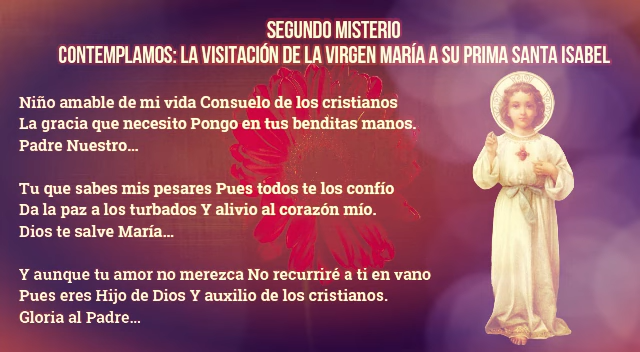 SEGUNDO MISTERIO
CONTEMPLAMOS: LA VISITACIÓN DE LA VIRGEN MARÍA A SU PRIMA SANTA ISABEL
Niño amable de mi vida Consuelo de los cristianos
La gracia que necesito Pongo en tus benditas manos.
Padre Nuestro...
Tu que sabes mis pesares Pues todos te los confío
Da la paz a los turbados Y alivio al corazón mío.
Dios te salve María...
Y aunque tu amor no merezca No recurriré a ti en vano
Pues eres Hijo de Dios Y auxilio de los cristianos.
Gloria al Padre...